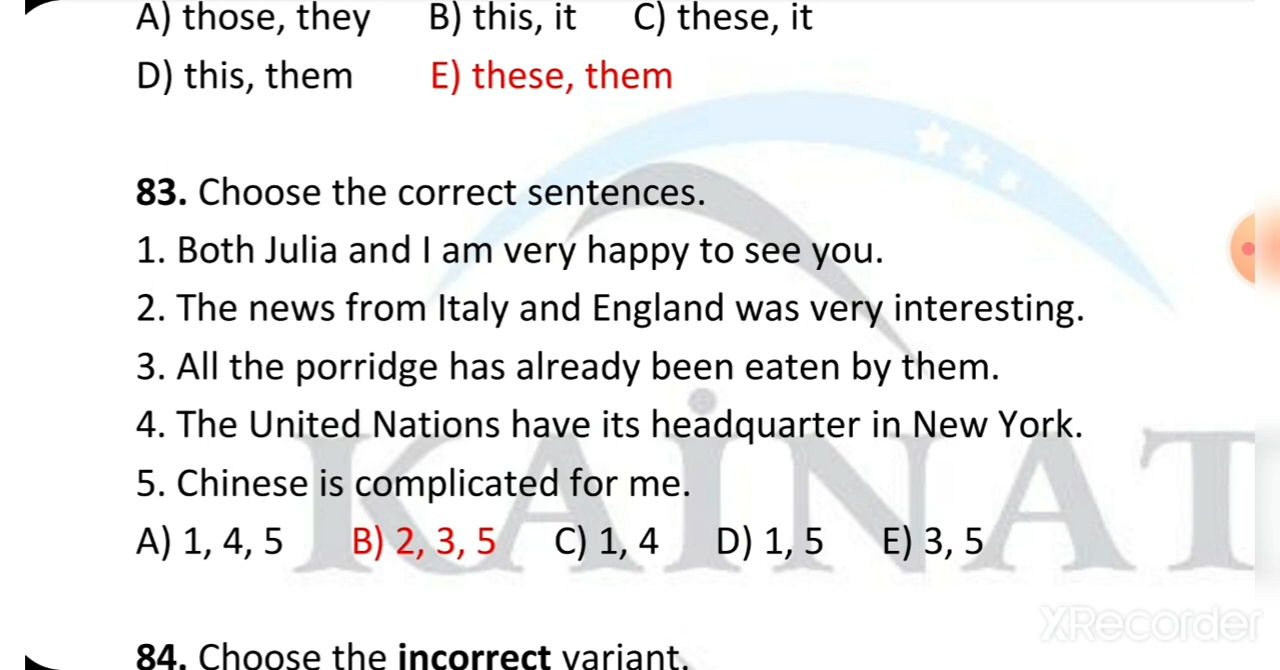 A) those, they B) this, it C) these, it
D) this, them E) these, them
83. Choose the correct sentences.
1. Both Julia and I am very happy to see you.
2. The news from Italy and England was very interesting.
3. All the porridge has already been eaten by them.
4. The United Nations have its headquarter in New York.
5. Chinese is complicated for me.
A) 1, 4, 5 B) 2, 3, 5 C) 1, 4 D) 1, 5 E) 3, 5
KAİNAT
XRecorder
84. Choose the incorrect variant.